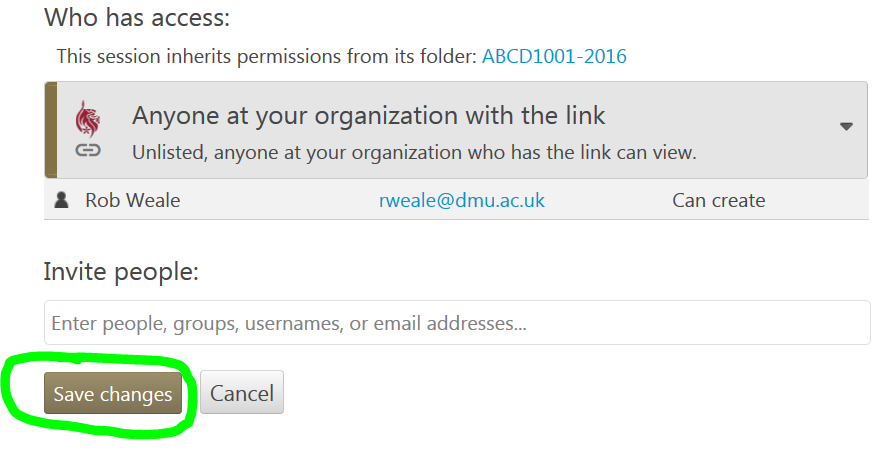 Who has access:
This session inherits permissions from its folder: ABCD1001-2016
Anyone at your organization with the link
Unlisted, anyone at your organization who has the link can view.
Rob Weale rweale@dmu.ac.uk Can create
Invite people:
Enter people, groups, usernames, or email addresses...
Save changes Cancel